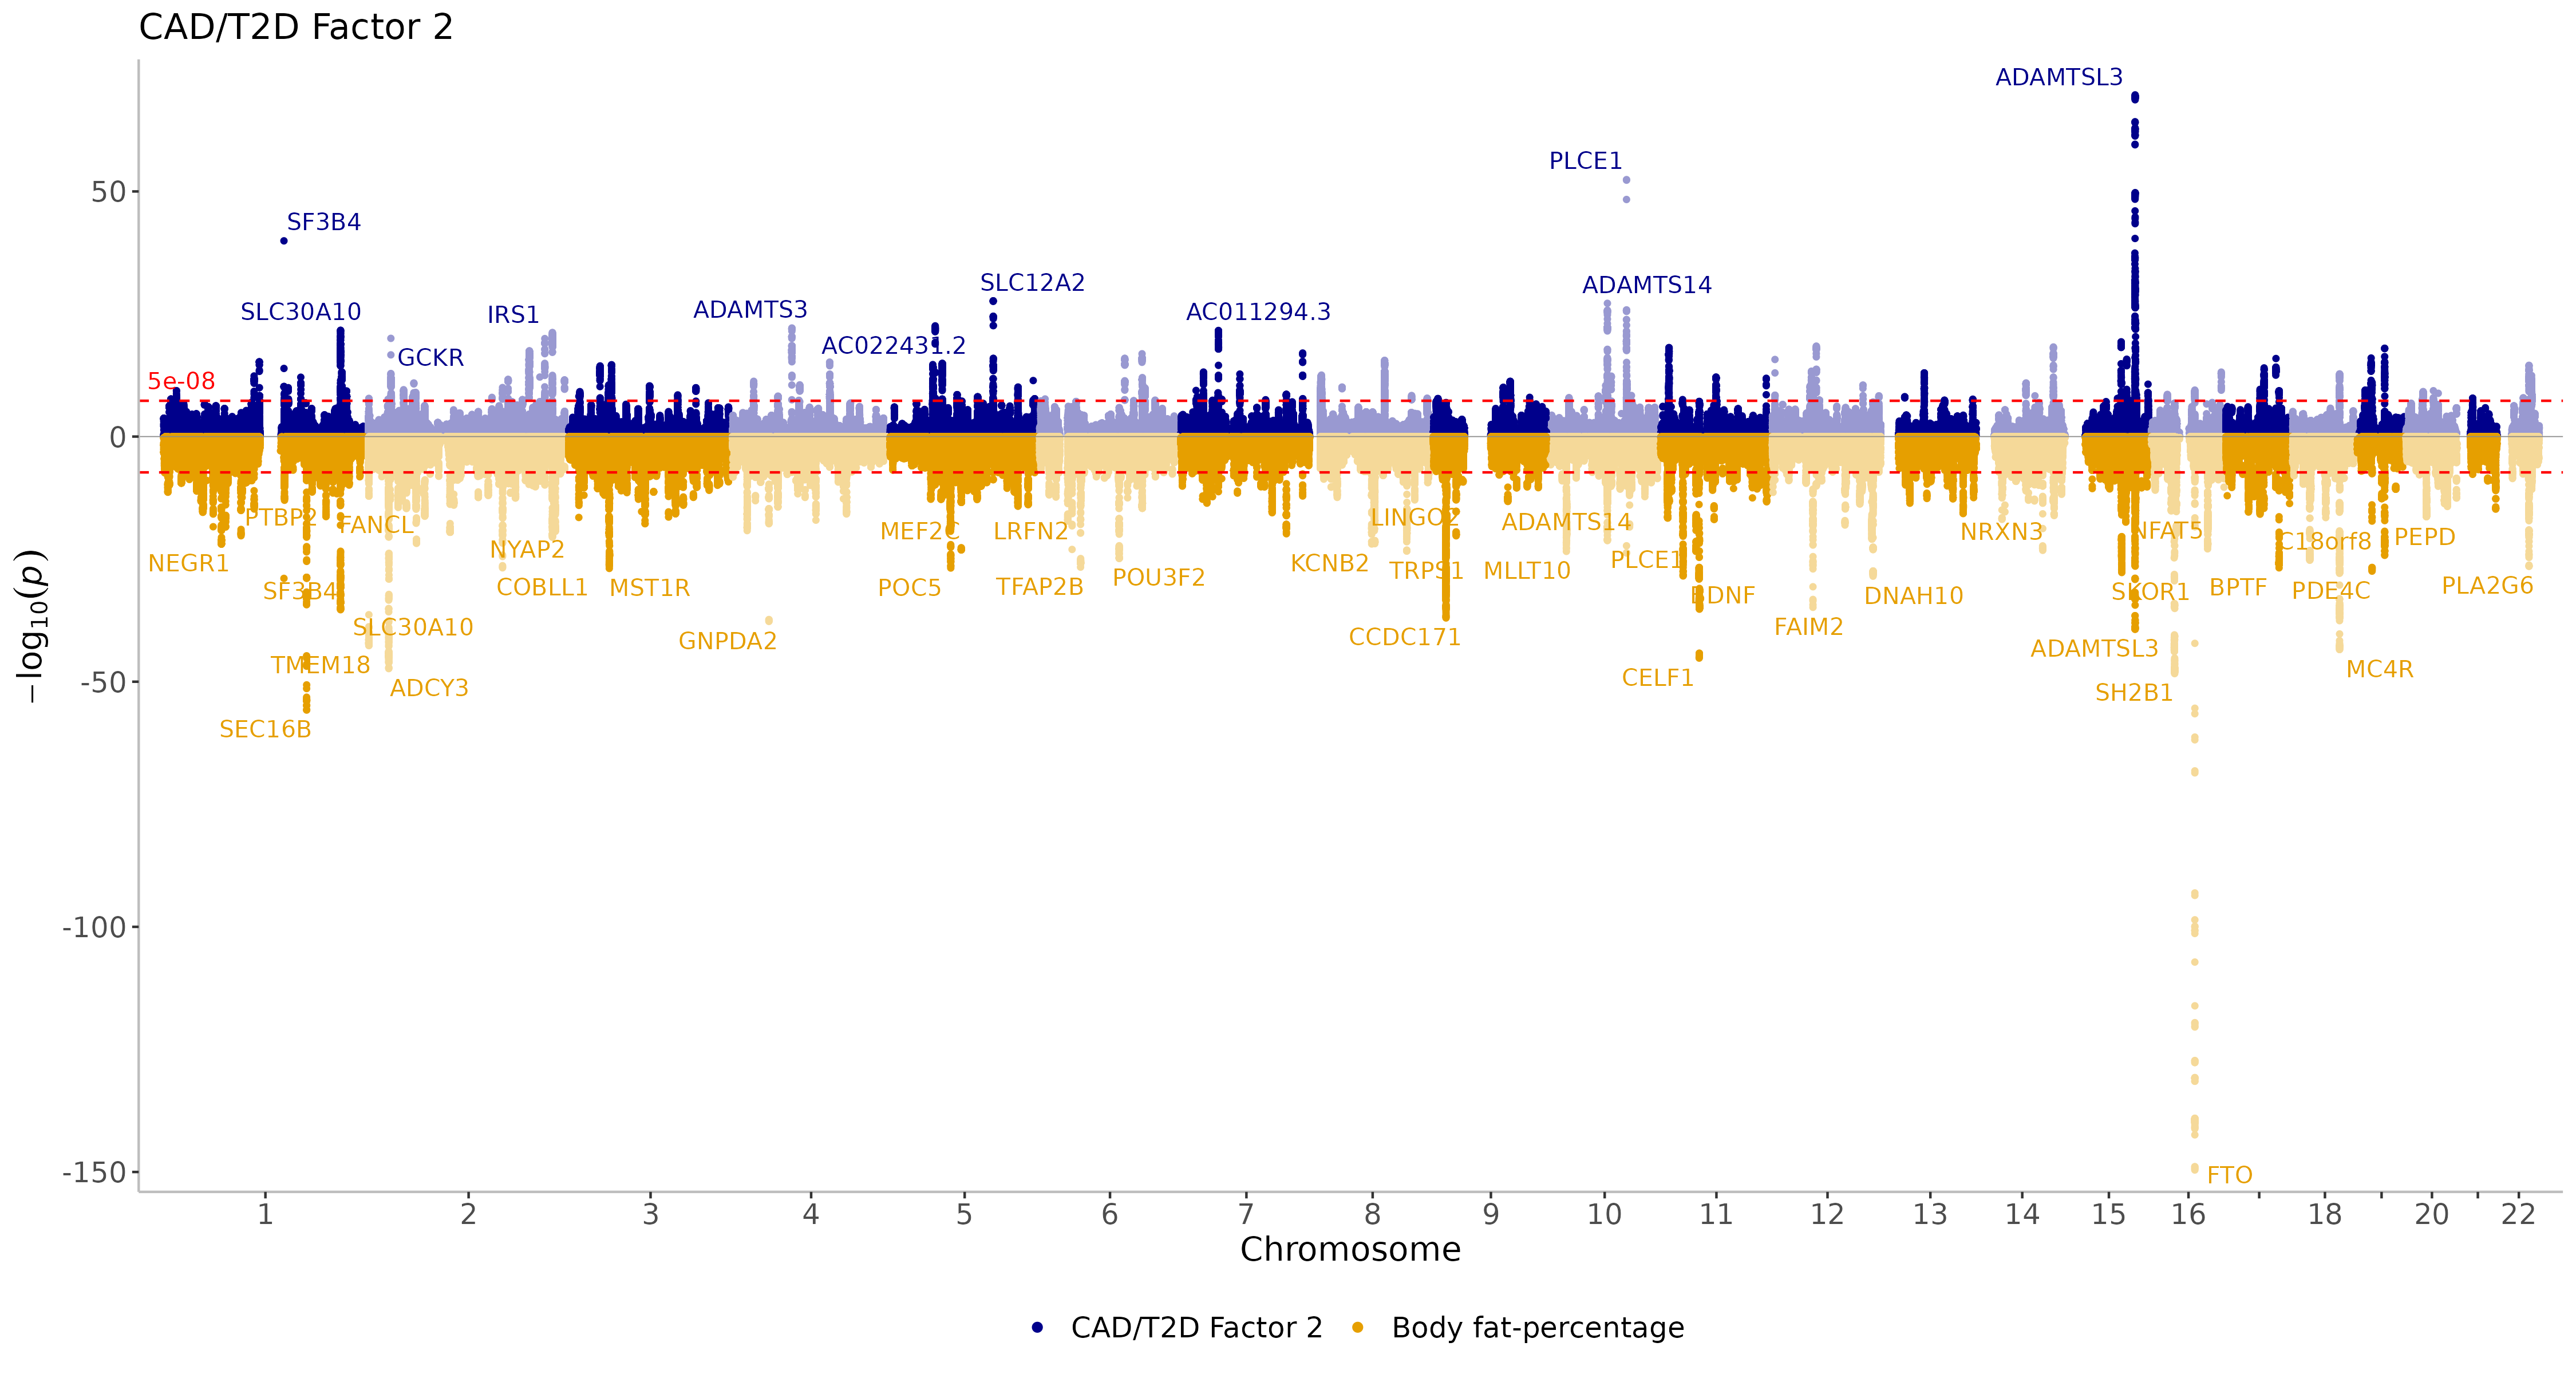 CAD/T2D Factor 2
ADAMTSL3
PLCE1
50
SF3B4
SLC12A2
ADAMTS14
SLC30A10
IRS1
ADAMTS3
AC011294.3
AC022431.2
GCKR
5e-08
0
PTBP2
FANCL
LINGO2
ADAMTS14
MEF2C
LRFN2
NRXN3
NFAT5
C18orf8
PEPD
NEGR1
NYAP2
KCNB2
TRPS1
MLLT10
PLCE1
POU3F2
SF3B4
COBLL1
MST1R
POC5
TFAP2B
BDNF
DNAH10
SKOR1
BPTF
PDE4C
PLA2G6
SLC30A10
GNPDA2
CCDC171
FAIM2
ADAMTSL3
TMEM18
MC4R
-50
ADCY3
CELF1
SH2B1
SEC16B
−log10(p)
-100
-150
FTO
1 2 3 4 5 6 7 8 9 10 11 12 13 14 15 16 18 20 22
Chromosome
CAD/T2D Factor 2 Body fat-percentage